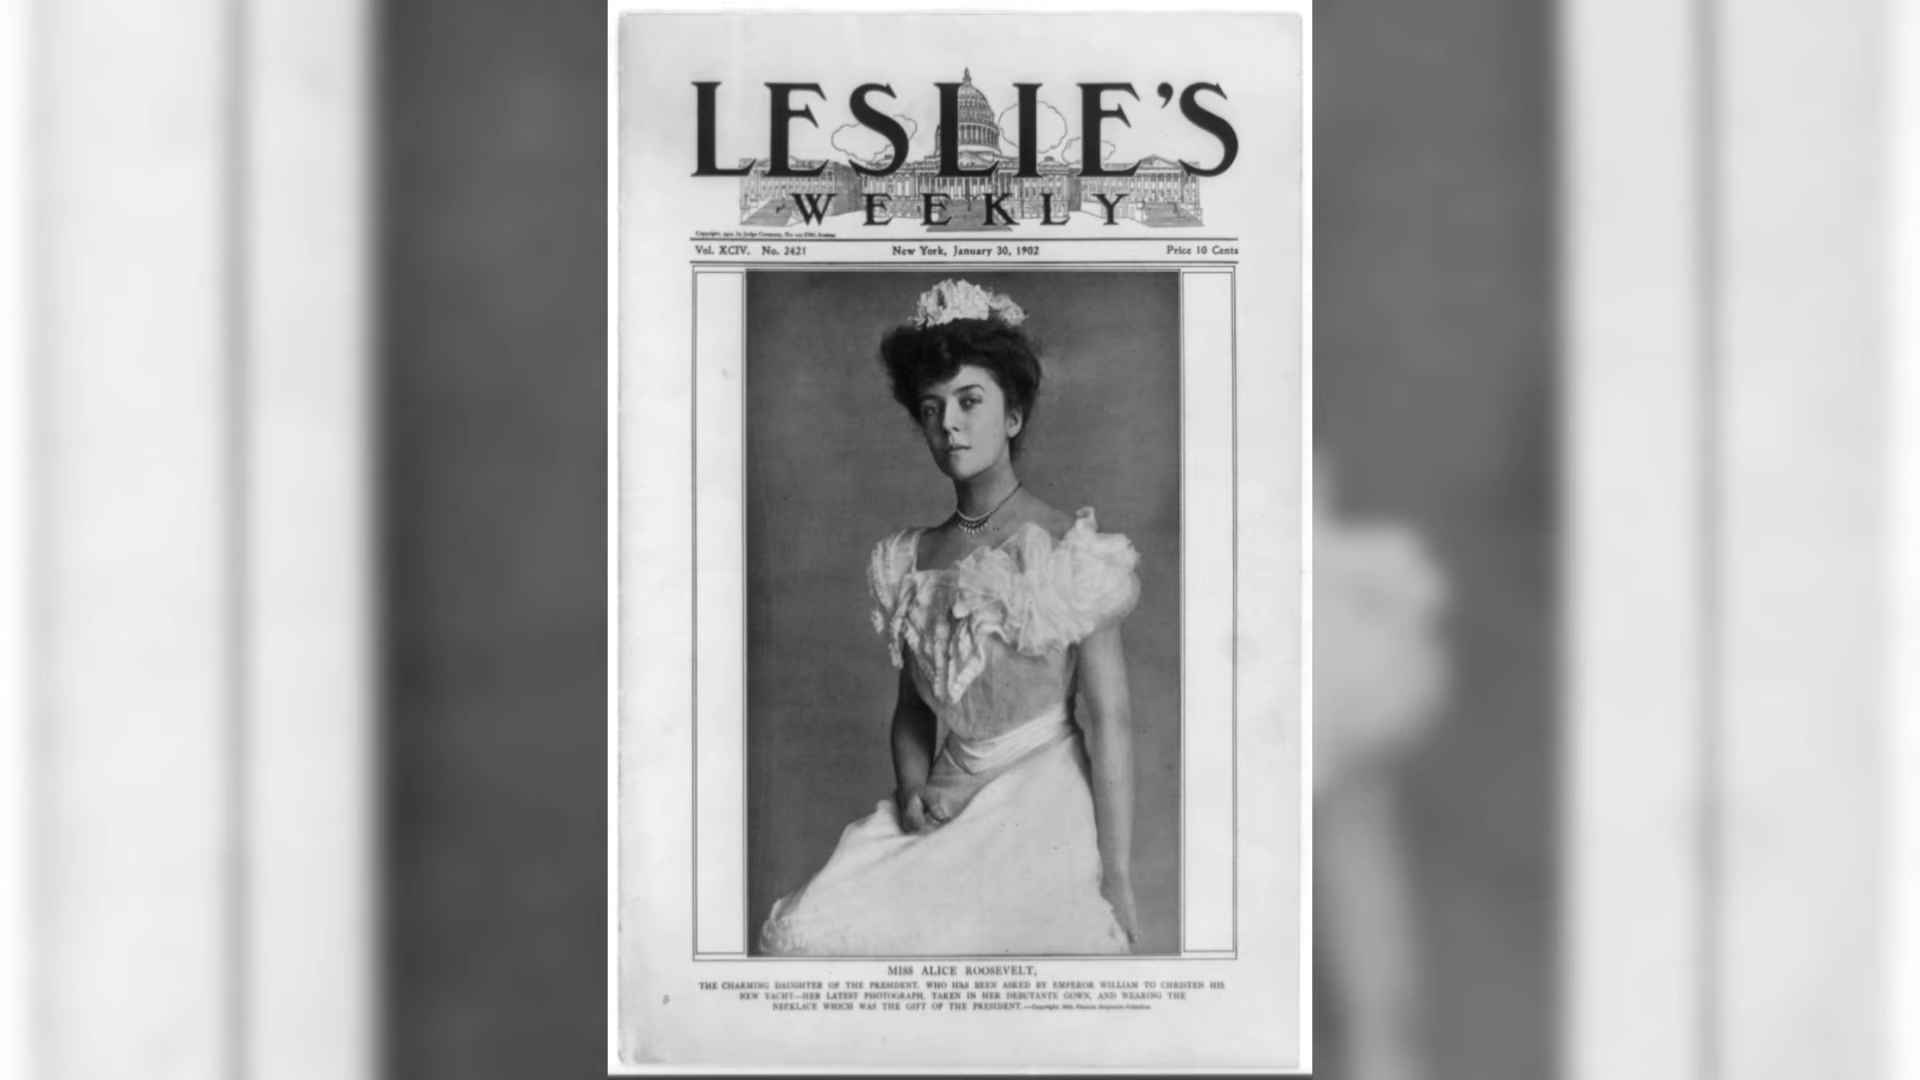 LESLIE'S
WEEKLY
Vol. XCIV. No. 2421 New York, January 30, 1902 Price 10 Cents
MISS ALICE ROOSEVELT,
THE CHARMING DAUGHTER OF THE PRESIDENT, WHO HAS BEEN ASKED BY EMPEROR WILLIAM TO CHRISTEN HIS
NEW YACHT—HER LATEST PHOTOGRAPH, TAKEN IN HER DEBUTANTE GOWN, AND WEARING THE
NECKLACE WHICH WAS THE GIFT OF THE PRESIDENT.—Copyright,